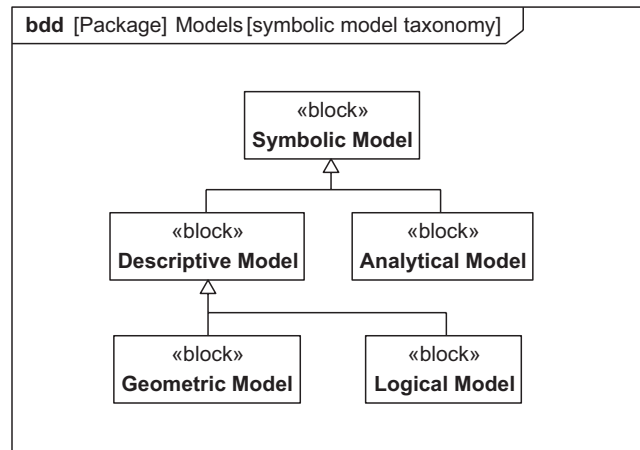 bdd [Package] Models [symbolic model taxonomy]
«block»
Symbolic Model
«block»
Descriptive Model
«block»
Analytical Model
«block»
Geometric Model
«block»
Logical Model